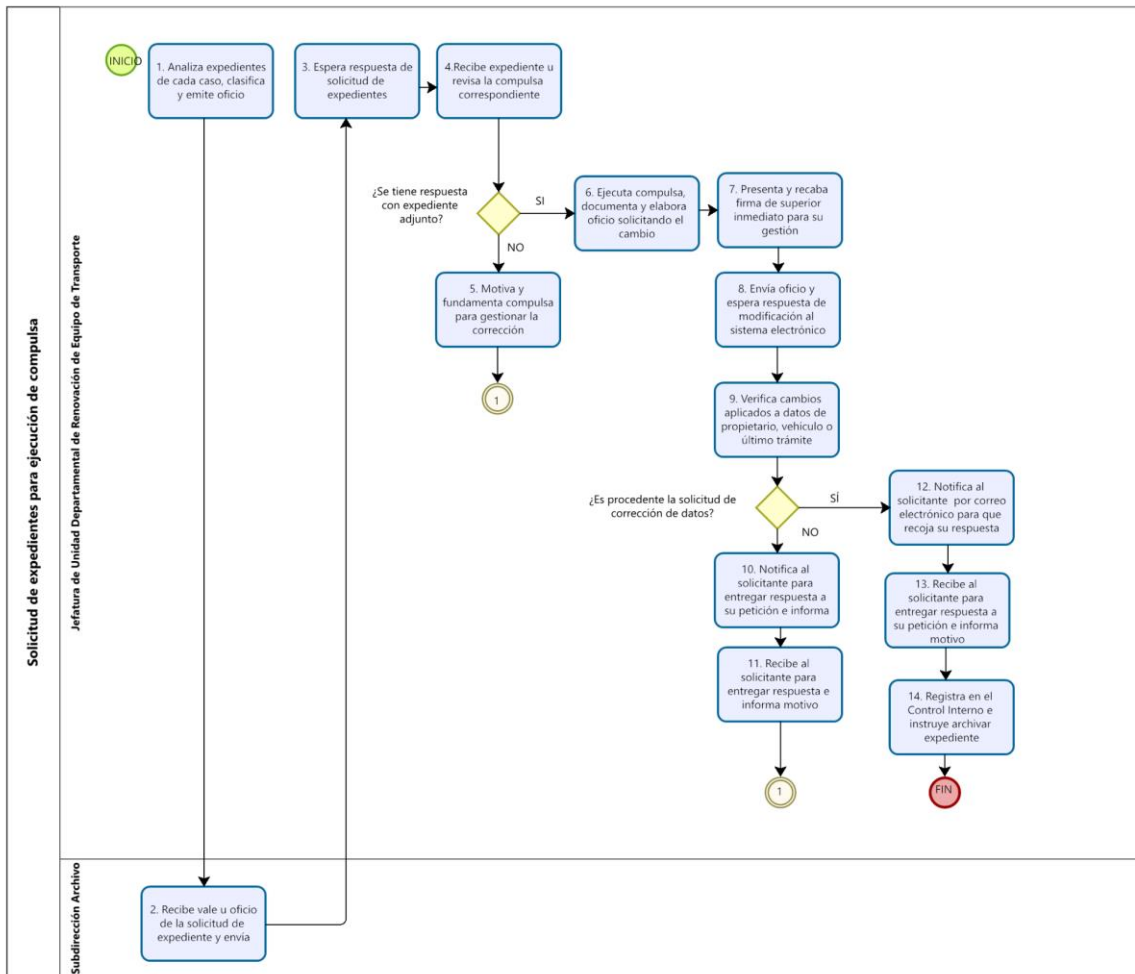 Solicitud de expedientes para ejecución de compulsa
Jefatura de Unidad Departamental de Renovación de Equipo de Transporte
INICIO
1. Analiza expedientes
de cada caso, clasifica
y emite oficio
3. Espera respuesta de
solicitud de
expedientes
4.Recibe expediente u
revisa la compulsa
correspondiente
¿Se tiene respuesta
con expediente
adjunto?
SI
NO
6. Ejecuta compulsa,
documenta y elabora
oficio solicitando el
cambio
7. Presenta y recaba
firma de superior
inmediato para su
gestión
5. Motiva y
fundamenta compulsa
para gestionar la
corrección
1
8. Envía oficio y
espera respuesta de
modificación al
sistema electrónico
9. Verifica cambios
aplicados a datos de
propietario, vehículo o
último trámite
¿Es procedente la solicitud de
corrección de datos?
SÍ
NO
12. Notifica al
solicitante por correo
electrónico para que
recoja su respuesta
10. Notifica al
solicitante para
entregar respuesta a
su petición e informa
13. Recibe al
solicitante para
entregar respuesta a
su petición e informa
motivo
11. Recibe al
solicitante para
entregar respuesta e
informa motivo
14. Registra en el
Control Interno e
instruye archivar
expediente
1
FIN
Subdirección Archivo
2. Recibe vale u oficio
de la solicitud de
expediente y envía